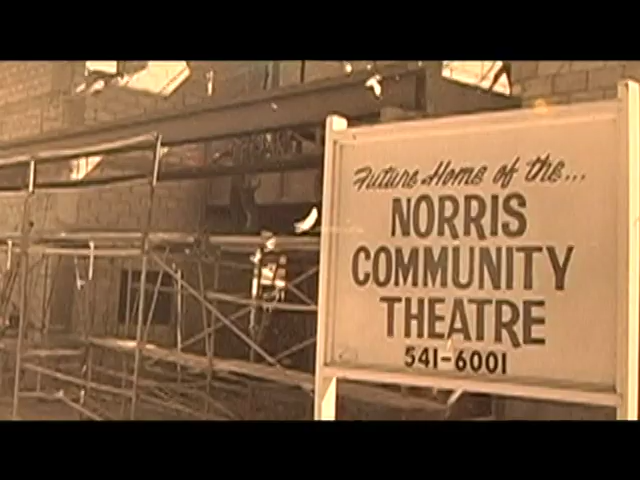 Future Home of the...
NORRIS
COMMUNITY
THEATRE
541-6001